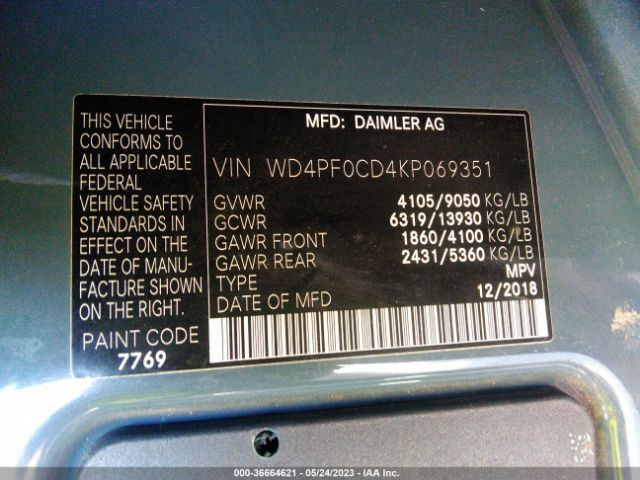 THIS VEHICLE
CONFORMS TO
ALL APPLICABLE
FEDERAL
VEHICLE SAFETY
STANDARDS IN
EFFECT ON THE
DATE OF MANU-
FACTURE SHOWN
ON THE RIGHT.
PAINT CODE
7769
MFD: DAIMLER AG
VIN WD4PF0CD4KP069351
GVWR 4105/9050 KG/LB
GCWR 6319/13930 KG/LB
GAWR FRONT 1860/4100 KG/LB
GAWR REAR 2431/5360 KG/LB
TYPE MPV
DATE OF MFD 12/2018
000-36664621 - 05/24/2023 - IAA Inc.